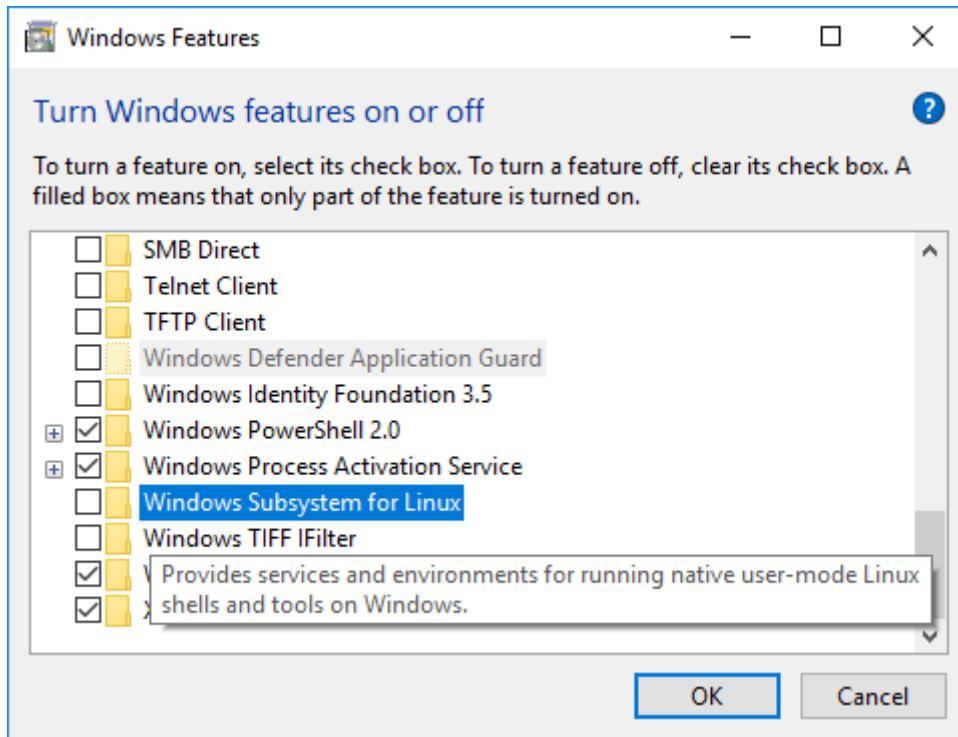 Windows Features
Turn Windows features on or off
To turn a feature on, select its check box. To turn a feature off, clear its check box. A
filled box means that only part of the feature is turned on.
SMB Direct
Telnet Client
TFTP Client
Windows Defender Application Guard
Windows Identity Foundation 3.5
Windows PowerShell 2.0
Windows Process Activation Service
Windows Subsystem for Linux
Windows TIFF IFilter
Provides services and environments for running native user-mode Linux
shells and tools on Windows.
OK Cancel